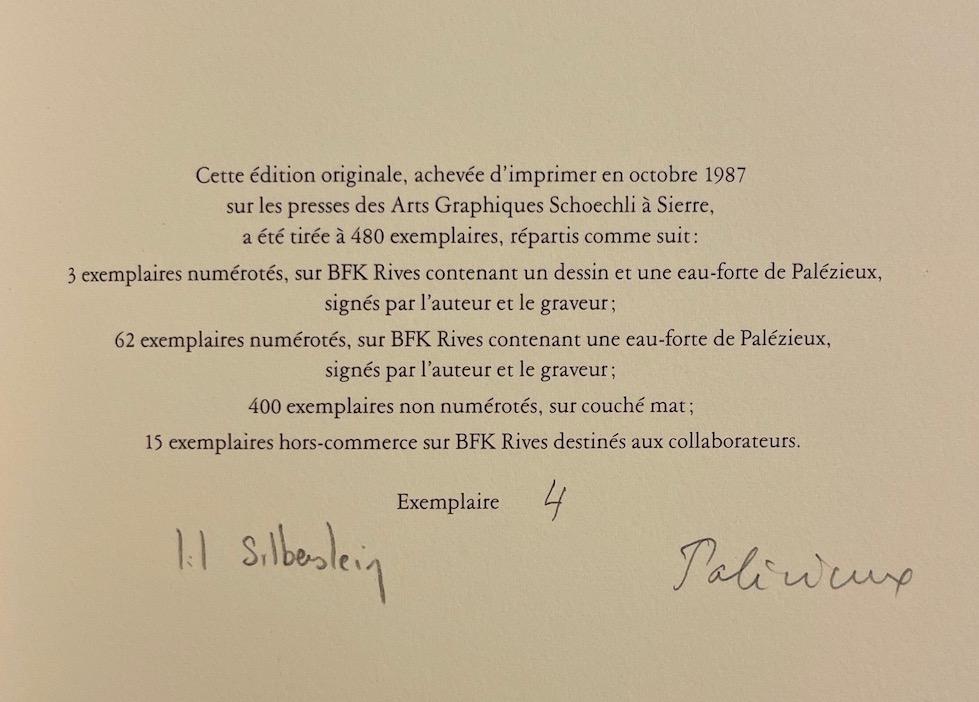 Cette édition originale, achevée d'imprimer en octobre 1987
sur les presses des Arts Graphiques Schoechli à Sierre,
a été tirée à 480 exemplaires, répartis comme suit :
3 exemplaires numérotés, sur BFK Rives contenant un dessin et une eau-forte de Palézieux,
signés par l'auteur et le graveur ;
62 exemplaires numérotés, sur BFK Rives contenant une eau-forte de Palézieux,
signés par l'auteur et le graveur ;
400 exemplaires non numérotés, sur couché mat ;
15 exemplaires hors-commerce sur BFK Rives destinés aux collaborateurs.
Exemplaire 4
Silberstein
Palézieux